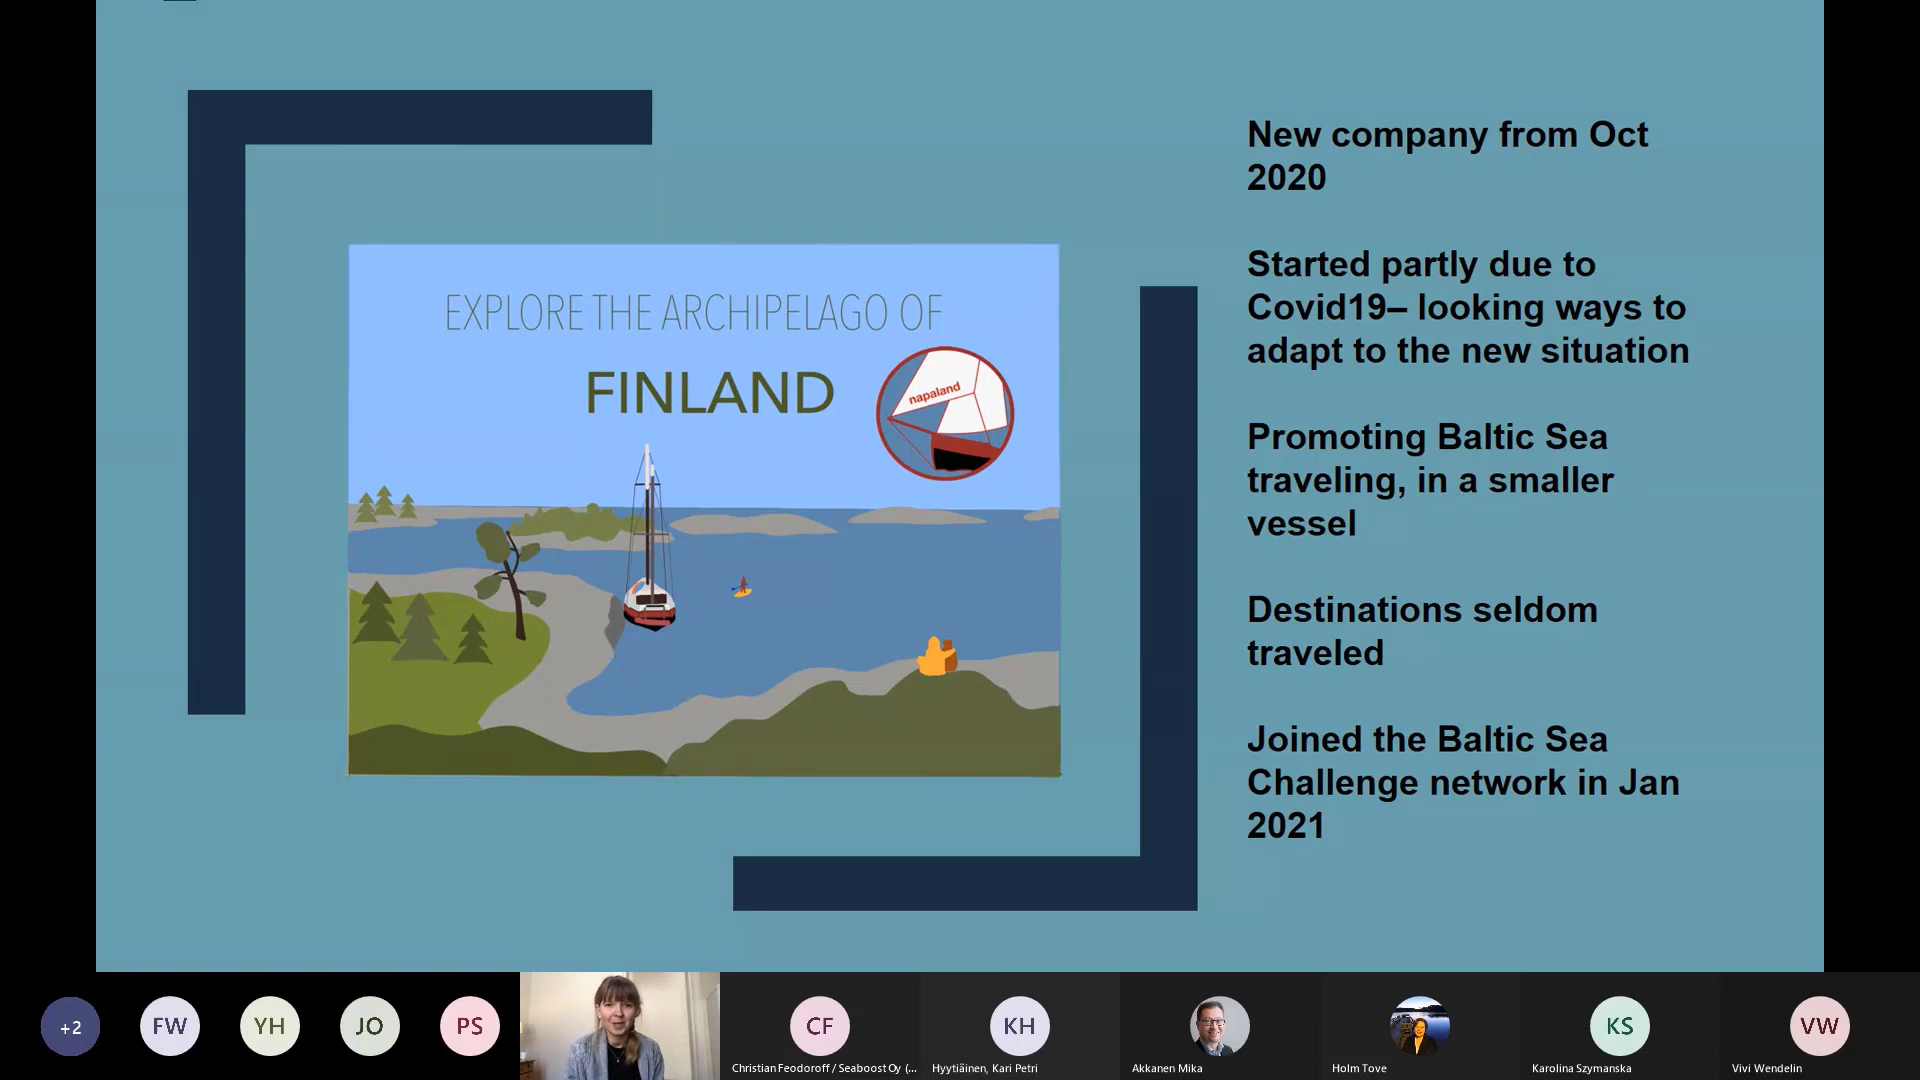 New company from Oct
2020
Started partly due to
Covid19– looking ways to
adapt to the new situation
Promoting Baltic Sea
traveling, in a smaller
vessel
Destinations seldom
traveled
Joined the Baltic Sea
Challenge network in Jan
2021
EXPLORE THE ARCHIPELAGO OF
FINLAND
napaland
+2
FW
YH
JO
PS
CF
KH
KS
VW
Christian Feodoroff / Seaboost Oy (...
Hyytiäinen, Kari Petri
Akkanen Mika
Holm Tove
Karolina Szymanska
Vivi Wendelin